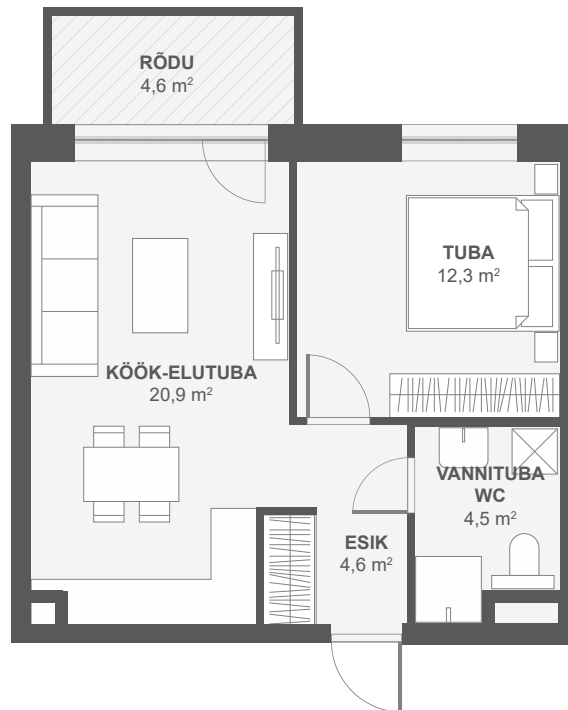 RÕDU
4,6 m²
TUBA
12,3 m²
KÖÖK-ELUTUBA
20,9 m²
VANNITUBA
WC
4,5 m²
ESIK
4,6 m²